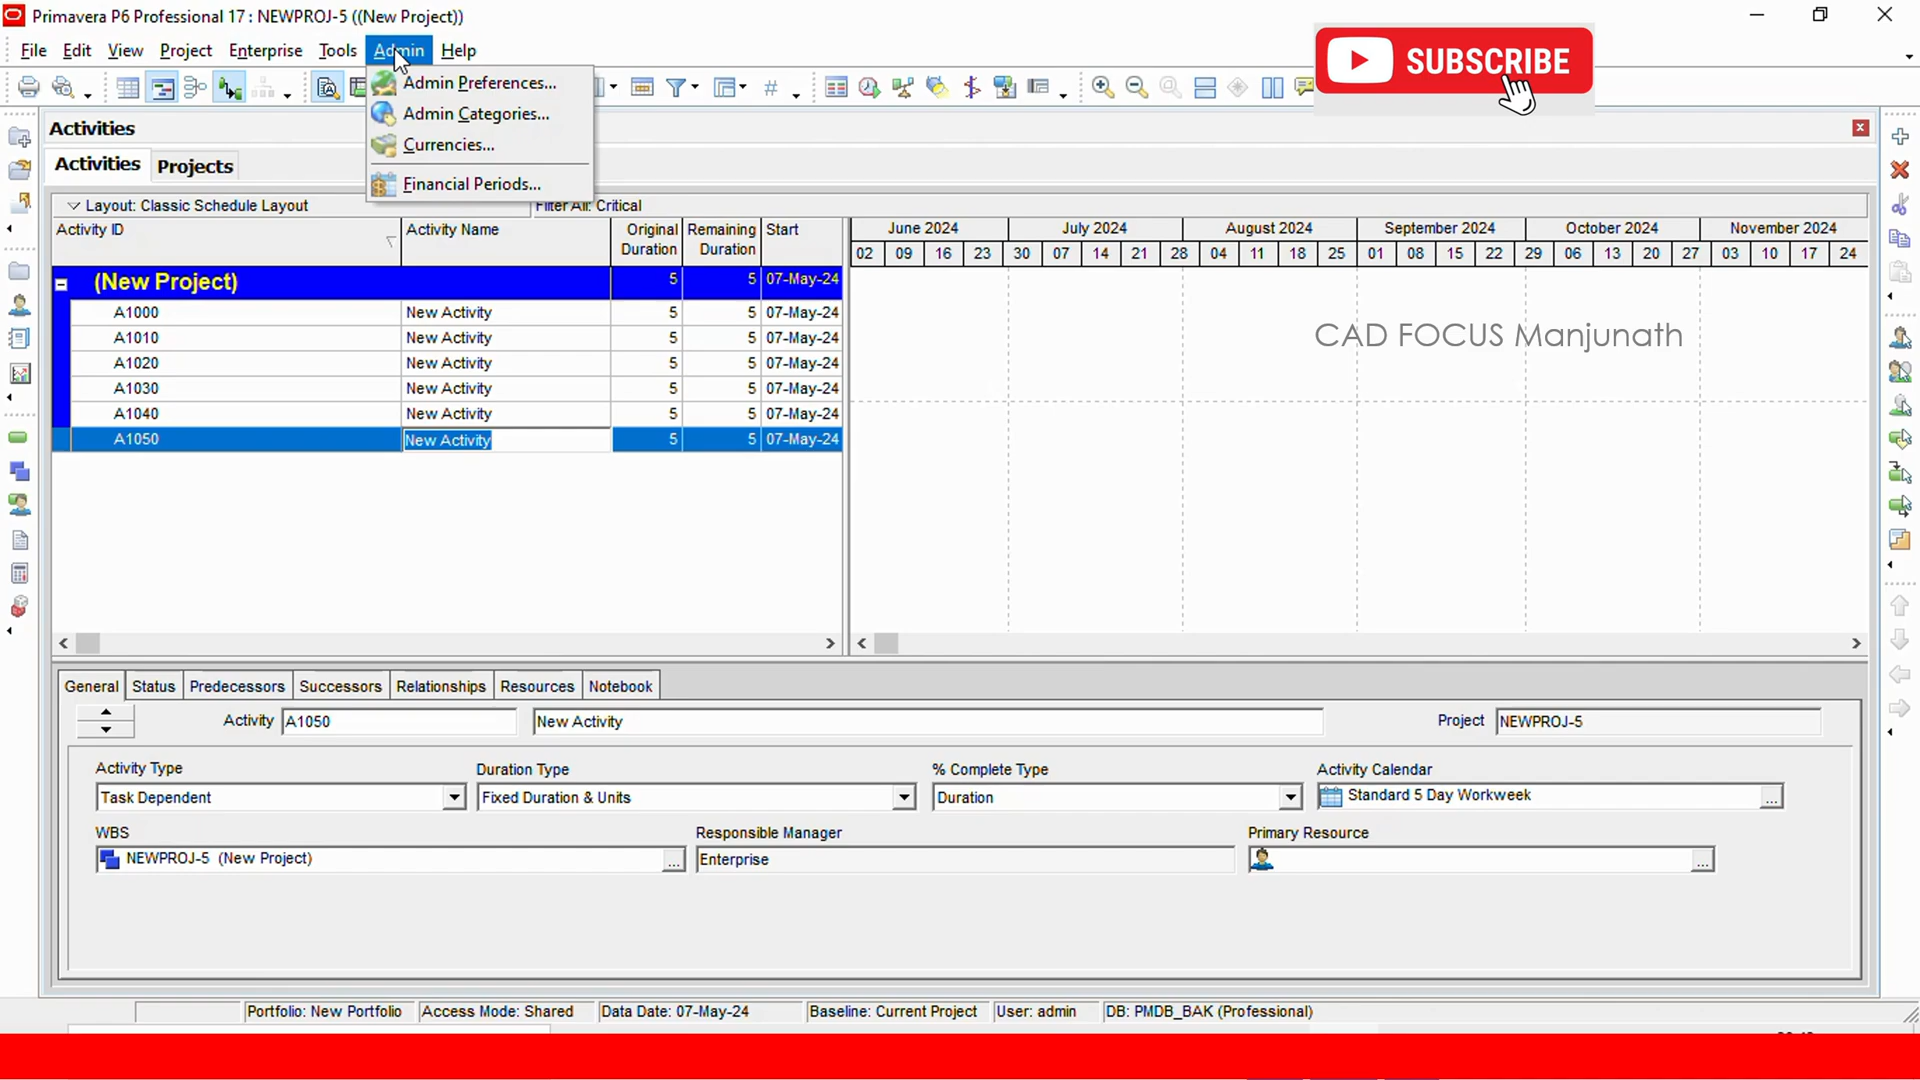 Primavera P6 Professional 17 : NEWPROJ-5 ((New Project))
File Edit View Project Enterprise Tools Admin Help
SUBSCRIBE
Admin Preferences...
Admin Categories...
Currencies...
Financial Periods...
Activities
Activities Projects
Layout: Classic Schedule Layout Filter All: Critical
Activity ID Activity Name Original Duration Remaining Duration Start
June 2024 July 2024 August 2024 September 2024 October 2024 November 2024
02 09 16 23 30 07 14 21 28 04 11 18 25 01 08 15 22 29 06 13 20 27 03 10 17 24
(New Project) 5 5 07-May-24
A1000 New Activity 5 5 07-May-24
A1010 New Activity 5 5 07-May-24
A1020 New Activity 5 5 07-May-24
A1030 New Activity 5 5 07-May-24
A1040 New Activity 5 5 07-May-24
A1050 New Activity 5 5 07-May-24
CAD FOCUS Manjunath
General Status Predecessors Successors Relationships Resources Notebook
Activity A1050 New Activity Project NEWPROJ-5
Activity Type Duration Type % Complete Type Activity Calendar
Task Dependent Fixed Duration & Units Duration Standard 5 Day Workweek
WBS Responsible Manager Primary Resource
NEWPROJ-5 (New Project) Enterprise
Portfolio: New Portfolio Access Mode: Shared Data Date: 07-May-24 Baseline: Current Project User: admin DB: PMDB_BAK (Professional)